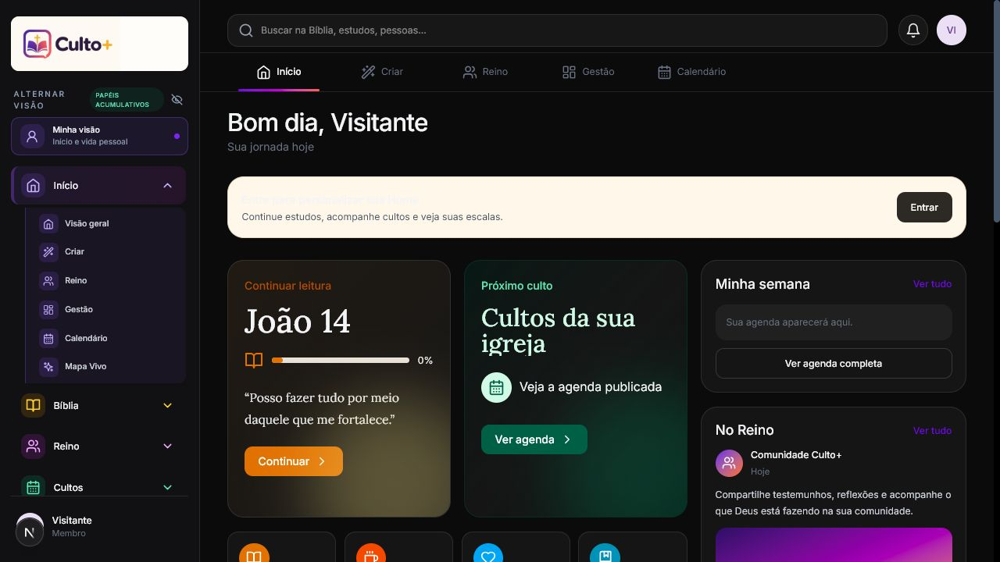 Culto+
ALTERNAR
VISÃO
PAPÉIS
ACUMULATIVOS
Minha visão
Início e vida pessoal
Início
Visão geral
Criar
Reino
Gestão
Calendário
Mapa Vivo
Bíblia
Reino
Cultos
N
Visitante
Membro
Buscar na Bíblia, estudos, pessoas...
VI
Início
Criar
Reino
Gestão
Calendário
Bom dia, Visitante
Sua jornada hoje
Entre para personalizar sua Home
Continue estudos, acompanhe cultos e veja suas escalas.
Entrar
Continuar leitura
João 14
0%
“Posso fazer tudo por meio
daquele que me fortalece.”
Continuar
Próximo culto
Cultos da sua
igreja
Veja a agenda publicada
Ver agenda
Minha semana
Ver tudo
Sua agenda aparecerá aqui.
Ver agenda completa
No Reino
Ver tudo
Comunidade Culto+
Hoje
Compartilhe testemunhos, reflexões e acompanhe o
que Deus está fazendo na sua comunidade.